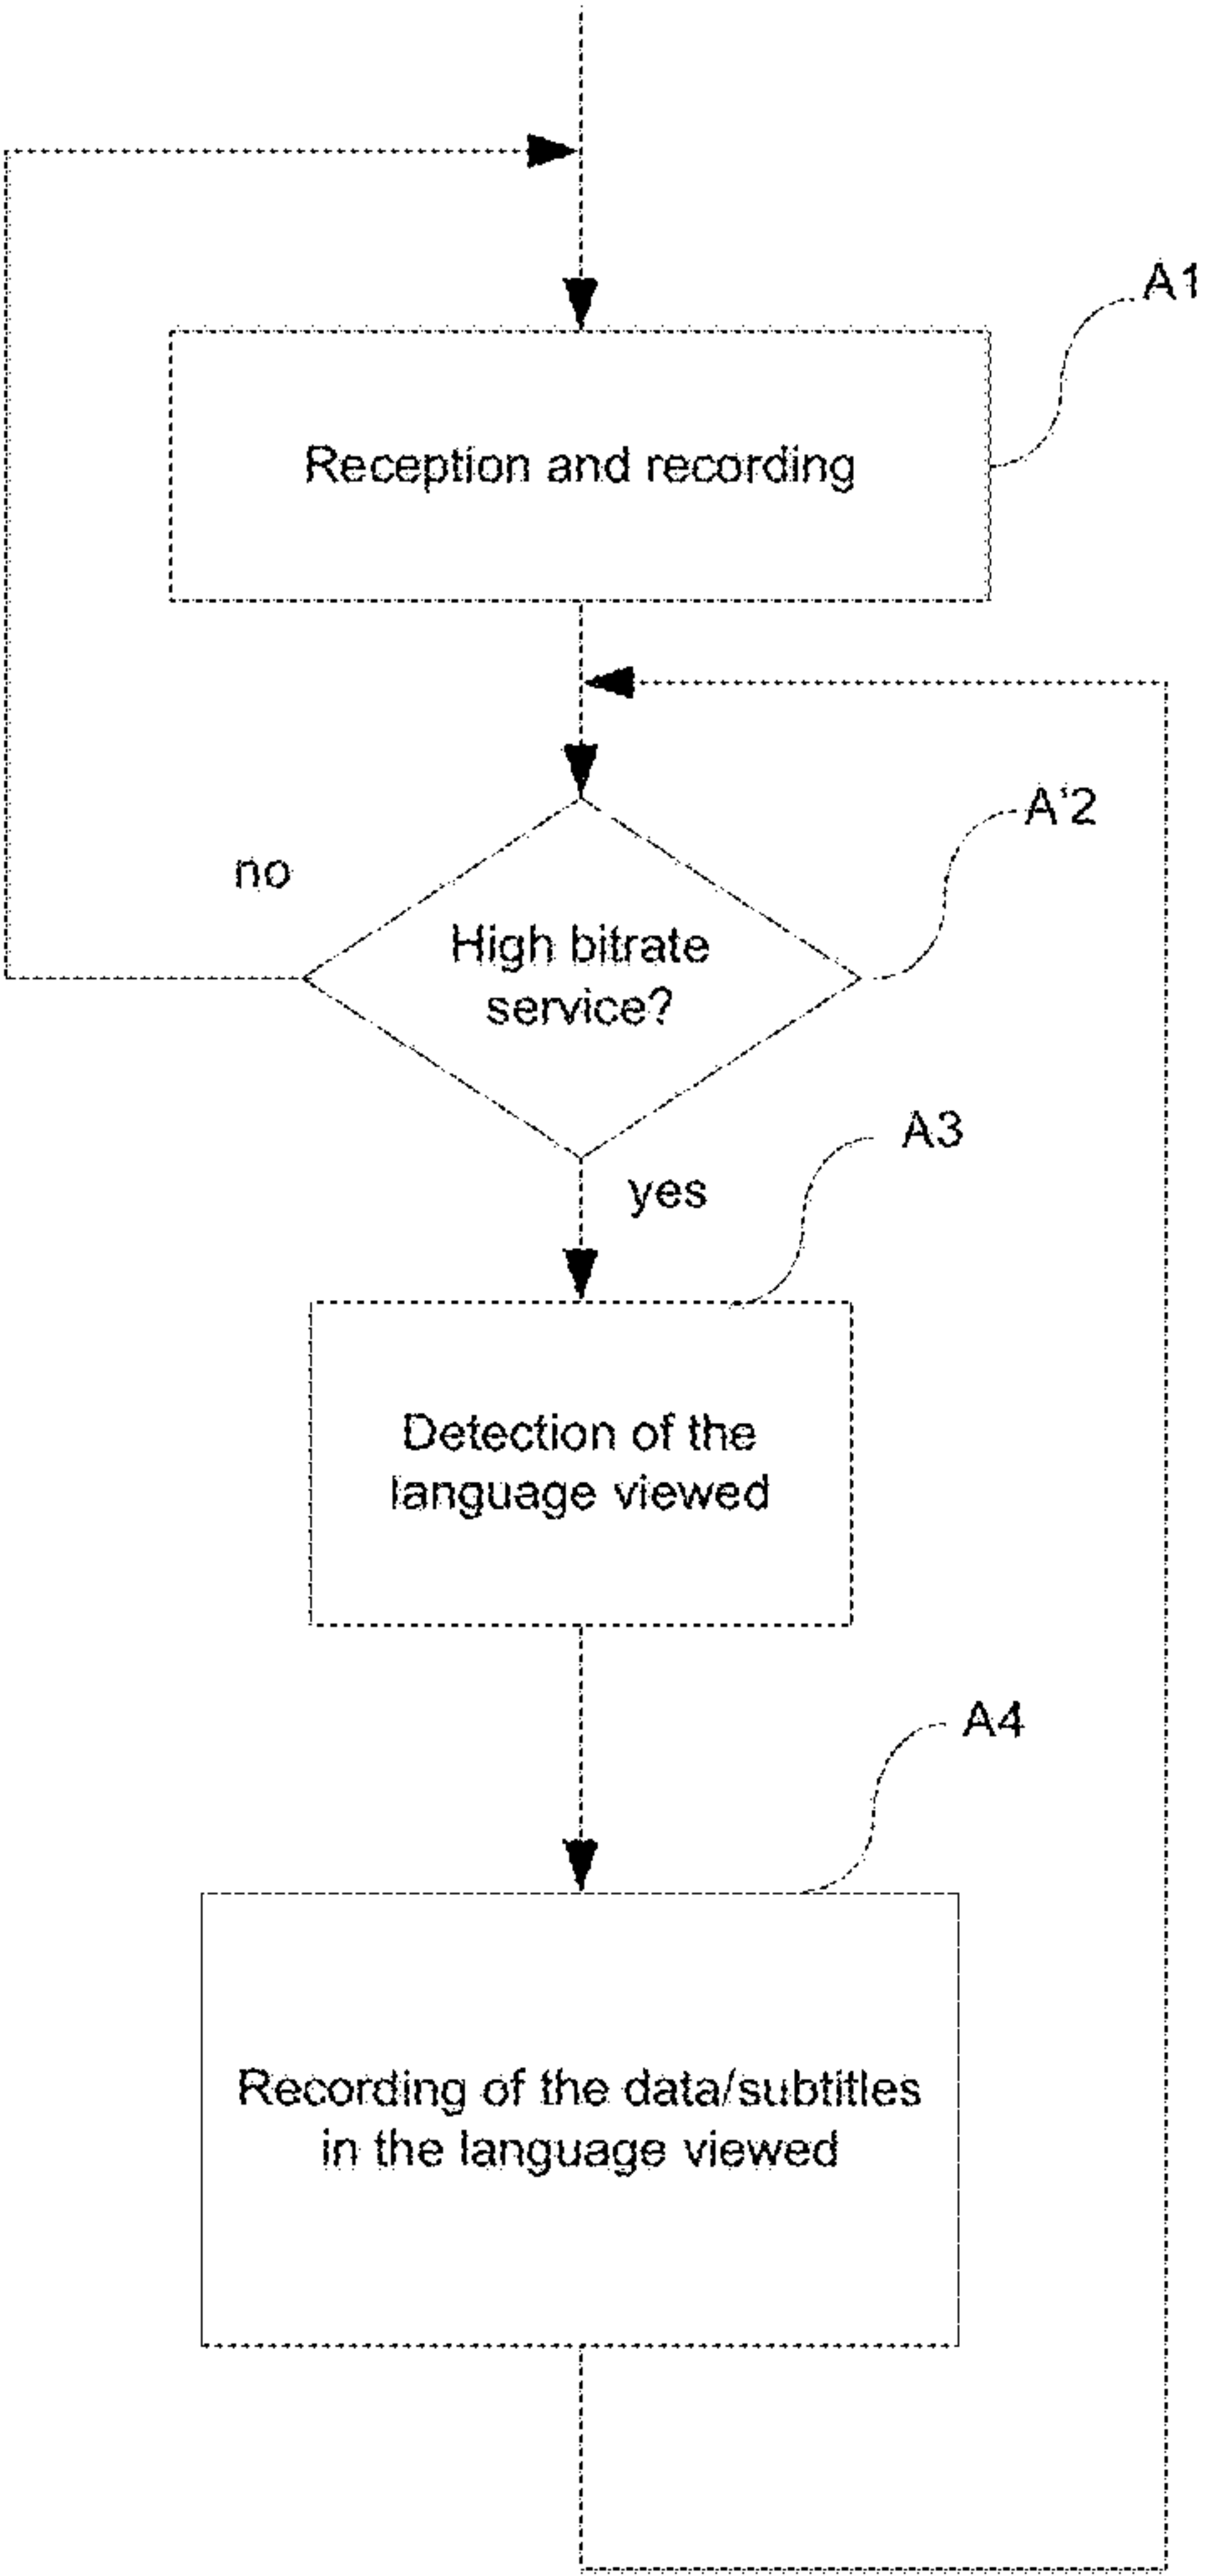 A1
Reception and recording
A'2
no
High bitrate
service?
A3
yes
Detection of the
language viewed
A4
Recording of the data/subtitles
in the language viewed